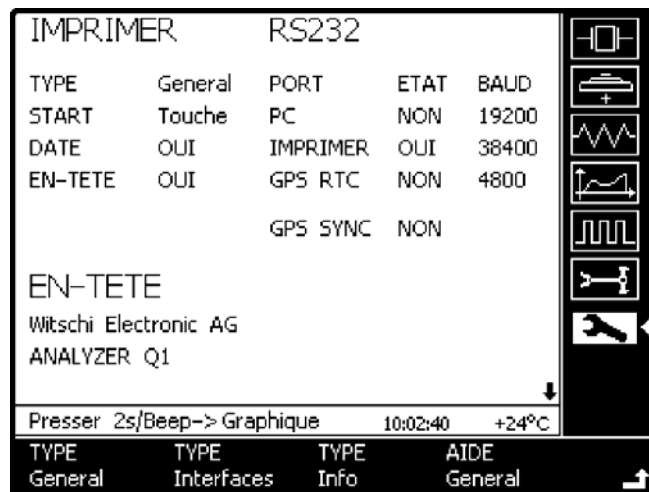 IMPRIMER RS232
TYPE General PORT ETAT BAUD
START Touche PC NON 19200
DATE OUI IMPRIMER OUI 38400
EN-TETE OUI GPS RTC NON 4800
GPS SYNC NON
EN-TETE
Witschi Electronic AG
ANALYZER Q1
Presser 2s/Beep-> Graphique 10:02:40 +24°C
TYPE TYPE TYPE AIDE
General Interfaces Info General